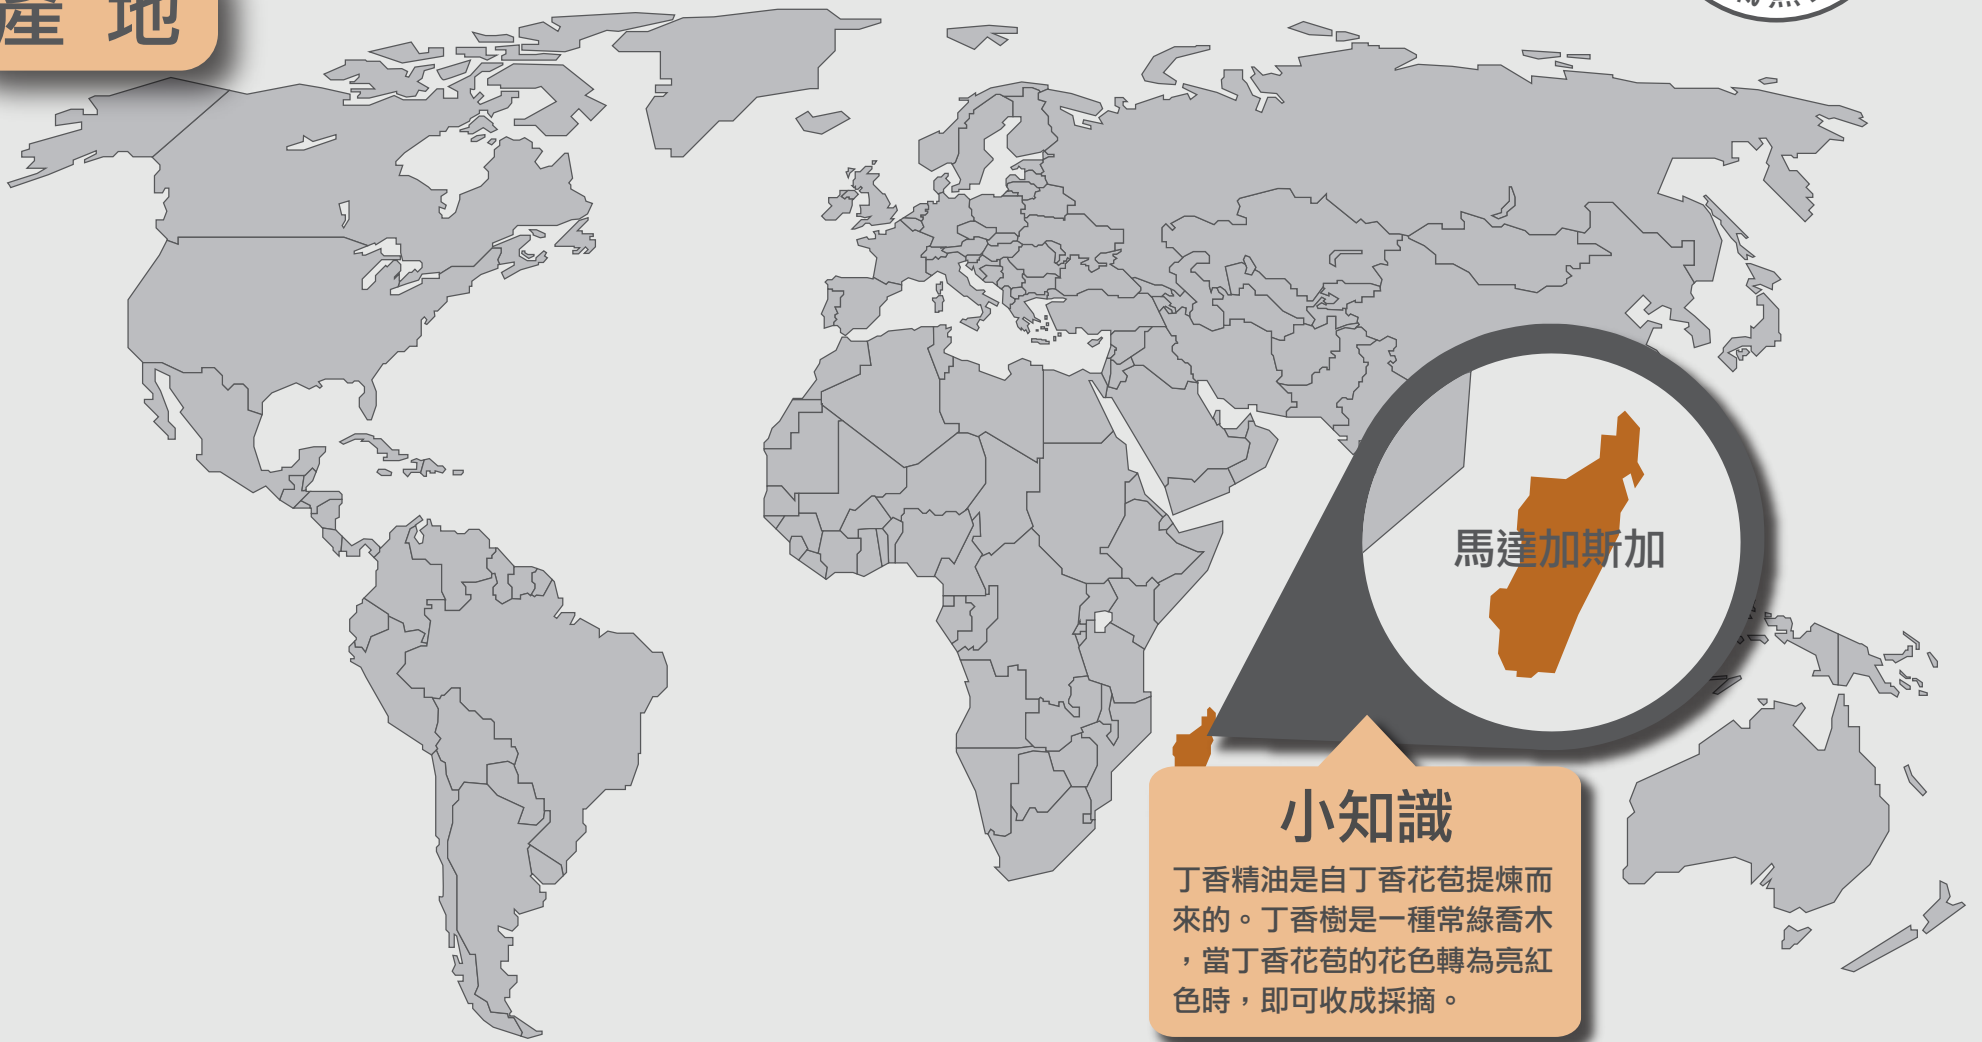 產地
馬達加斯加
小知識
丁香精油是自丁香花苞提煉而
來的。丁香樹是一種常綠喬木
，當丁香花苞的花色轉為亮紅
色時，即可收成採摘。